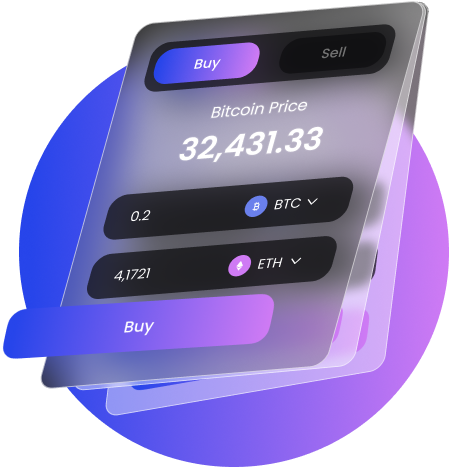 Buy
Sell
Bitcoin Price
32,431.33
0.2
BTC
4,1721
ETH
Buy